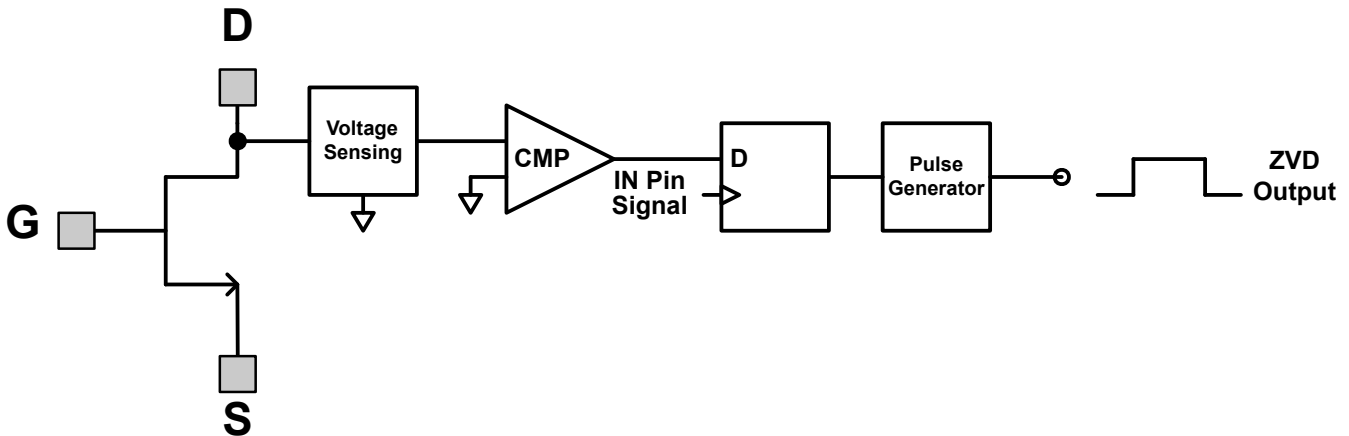 D
Voltage
Sensing
CMP
IN Pin
Signal
D
Pulse
Generator
ZVD
Output
G
S